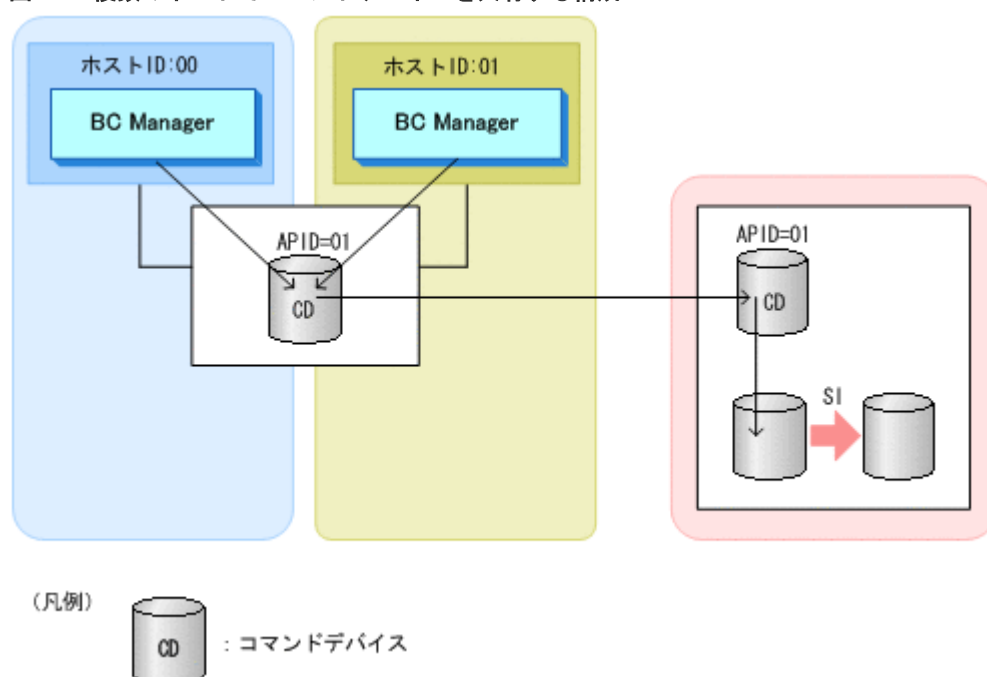 ホストID:00
ホストID:01
BC Manager
BC Manager
APID=01
APID=01
CD
CD
SI
(凡例)
CD
:コマンドデバイス